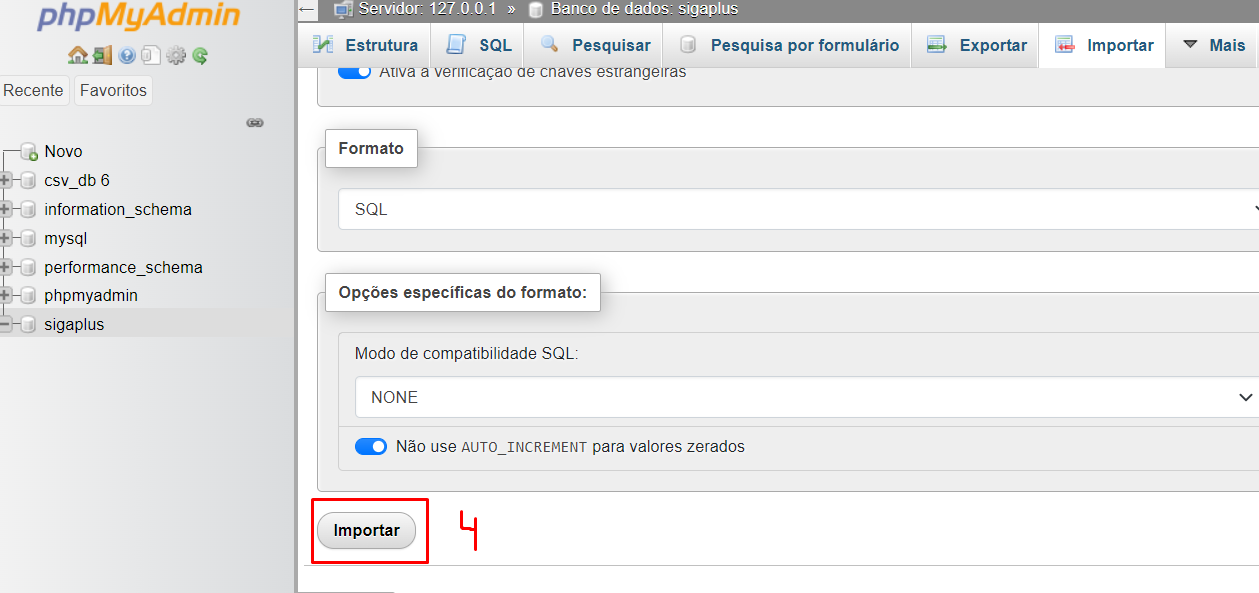 phpMyAdmin
Recente Favoritos
Novo
csv_db 6
information_schema
mysql
performance_schema
phpmyadmin
sigaplus
← Servidor: 127.0.0.1 » Banco de dados: sigaplus
Estrutura SQL Pesquisar Pesquisa por formulário Exportar Importar Mais
Ativa a verificação de chaves estrangeiras
Formato
SQL
Opções específicas do formato:
Modo de compatibilidade SQL:
NONE
Não use AUTO_INCREMENT para valores zerados
Importar 4